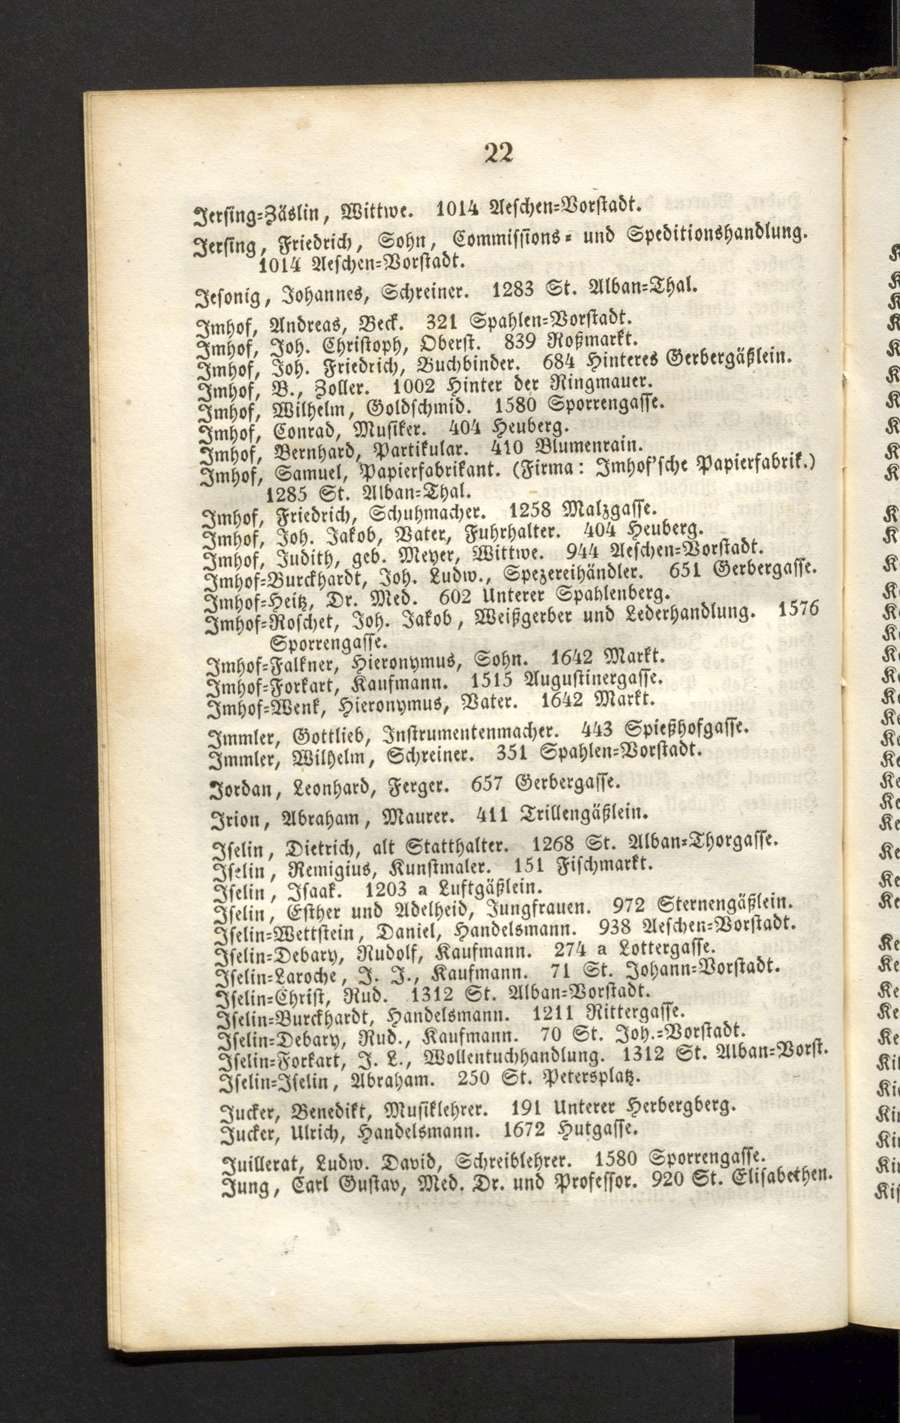 22
Jersing-Zäslin, Wittwe. 1014 Aeschen-Vorstadt.
Jersing, Friedrich, Sohn, Commissions- und Speditionshandlung.
1014 Aeschen-Vorstadt.
Jesonig, Johannes, Schreiner. 1283 St. Alban-Thal.
Imhof, Andreas, Beck. 321 Spahlen-Vorstadt.
Imhof, Joh. Christoph, Oberst. 839 Roßmarkt.
Imhof, Joh. Friedrich, Buchbinder. 684 Hinteres Gerbergäßlein.
Imhof, B., Zoller. 1002 Hinter der Ringmauer.
Imhof, Wilhelm, Goldschmid. 1580 Sporrengasse.
Imhof, Conrad, Musiker. 404 Heuberg.
Imhof, Bernhard, Partikular. 410 Blumenrain.
Imhof, Samuel, Papierfabrikant. (Firma: Imhof'sche Papierfabrik.)
1285 St. Alban-Thal.
Imhof, Friedrich, Schuhmacher. 1258 Malzgasse.
Imhof, Joh. Jakob, Vater, Fuhrhalter. 404 Heuberg.
Imhof, Judith, geb. Meyer, Wittwe. 944 Aeschen-Vorstadt.
Imhof-Burckhardt, Joh. Ludw., Spezereihändler. 651 Gerbergasse.
Imhof-Heitz, Dr. Med. 602 Unterer Spahlenberg.
Imhof-Roschet, Joh. Jakob, Weißgerber und Lederhandlung. 1576
Sporrengasse.
Imhof-Falkner, Hieronymus, Sohn. 1642 Markt.
Imhof-Forkart, Kaufmann. 1515 Augustinergasse.
Imhof-Wenk, Hieronymus, Vater. 1642 Markt.
Immler, Gottlieb, Instrumentenmacher. 443 Spießhofgasse.
Immler, Wilhelm, Schreiner. 351 Spahlen-Vorstadt.
Jordan, Leonhard, Ferger. 657 Gerbergasse.
Irion, Abraham, Maurer. 411 Trillengäßlein.
Iselin, Dietrich, alt Statthalter. 1268 St. Alban-Thorgasse.
Iselin, Remigius, Kunstmaler. 151 Fischmarkt.
Iselin, Isaak. 1203 a Luftgäßlein.
Iselin, Esther und Adelheid, Jungfrauen. 972 Sternengäßlein.
Iselin-Wettstein, Daniel, Handelsmann. 938 Aeschen-Vorstadt.
Iselin-Debary, Rudolf, Kaufmann. 274 a Lottergasse.
Iselin-Laroche, J. J., Kaufmann. 71 St. Johann-Vorstadt.
Iselin-Christ, Rud. 1312 St. Alban-Vorstadt.
Iselin-Burckhardt, Handelsmann. 1211 Rittergasse.
Iselin-Debary, Rud., Kaufmann. 70 St. Joh.-Vorstadt.
Iselin-Forkart, J. L., Wollentuchhandlung. 1312 St. Alban-Vorst.
Iselin-Iselin, Abraham. 250 St. Petersplatz.
Jucker, Benedikt, Musiklehrer. 191 Unterer Herbergberg.
Jucker, Ulrich, Handelsmann. 1672 Hutgasse.
Juillerat, Ludw. David, Schreiblehrer. 1580 Sporrengasse.
Jung, Carl Gustav, Med. Dr. und Professor. 920 St. Elisabethen.